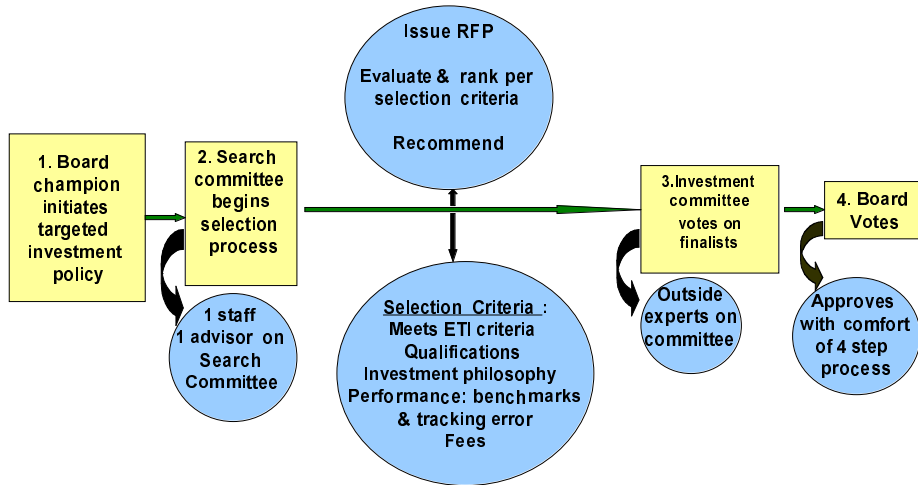 Issue RFP
Evaluate & rank per
selection criteria
Recommend
1. Board
champion
initiates
targeted
investment
policy
2. Search
committee
begins
selection
process
3.Investment
committee
votes on
finalists
4. Board
Votes
1 staff
1 advisor on
Search
Committee
Selection Criteria :
Meets ETI criteria
Qualifications
Investment philosophy
Performance: benchmarks
& tracking error
Fees
Outside
experts on
committee
Approves
with comfort
of 4 step
process